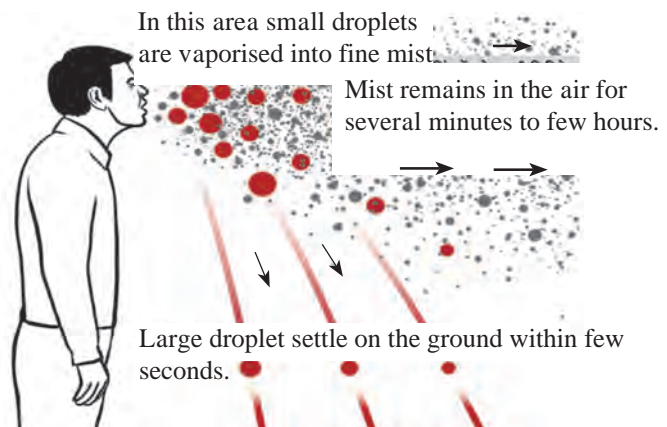 In this area small droplets
are vaporised into fine mist
Mist remains in the air for
several minutes to few hours.
Large droplet settle on the ground within few
seconds.